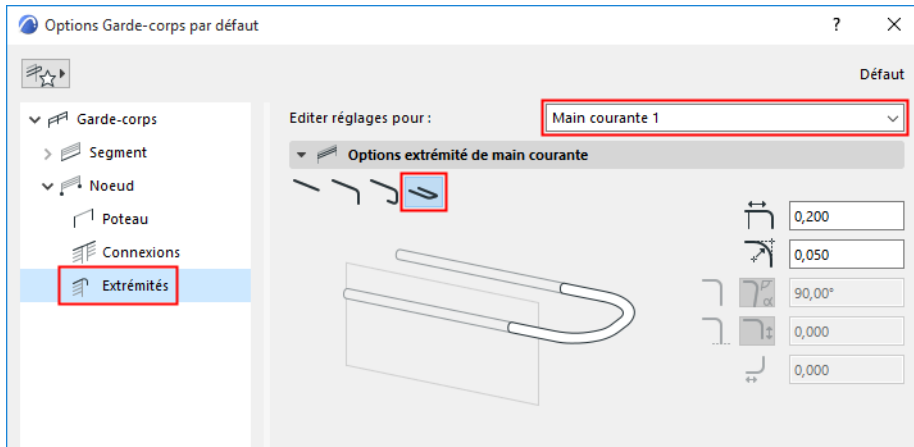 Options Garde-corps par défaut
?
Défaut
Garde-corps
Segment
Noeud
Poteau
Connexions
Extrémités
Editer réglages pour :
Main courante 1
Options extrémité de main courante
0,200
0,050
α
90,00°
0,000
0,000